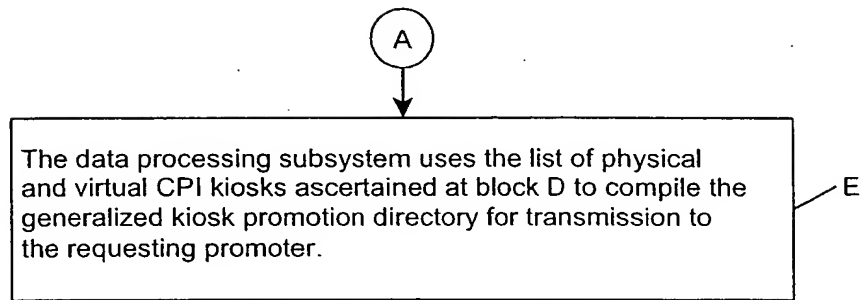 A
The data processing subsystem uses the list of physical
and virtual CPI kiosks ascertained at block D to compile the
generalized kiosk promotion directory for transmission to
the requesting promoter.
E